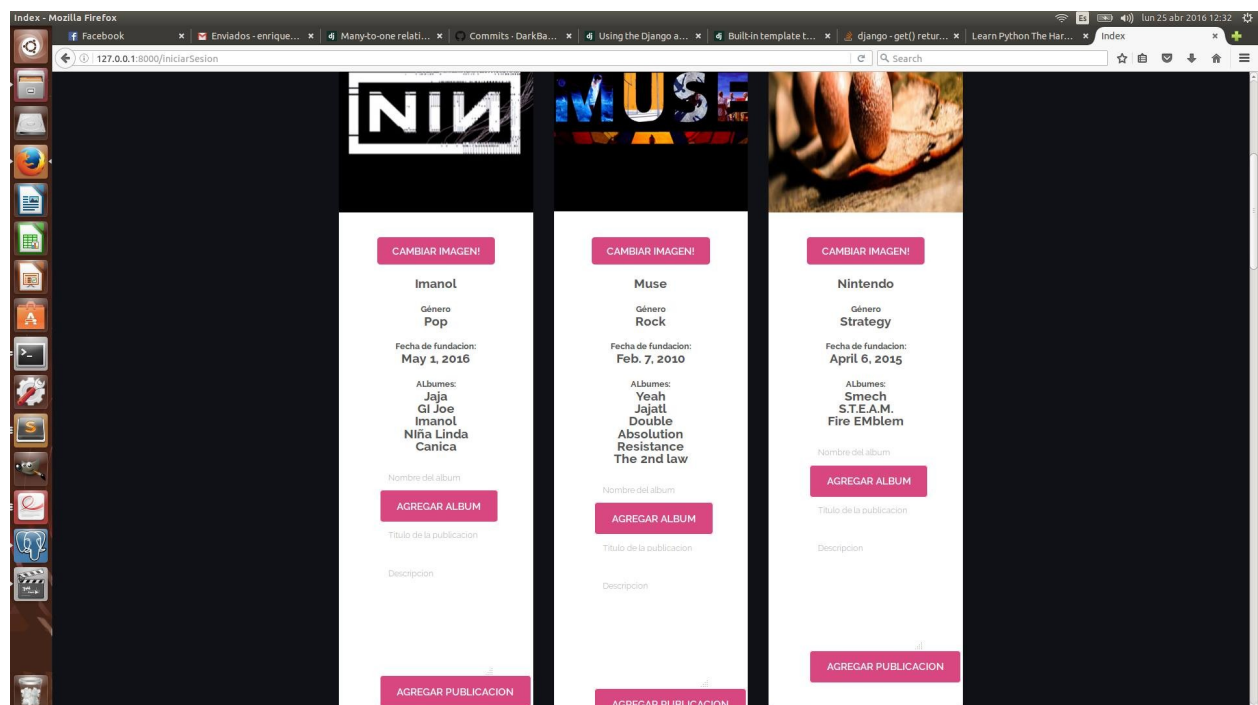 Index - Mozilla Firefox
Es
lun 25 abr 2016 12:32
Facebook
Enviados - enrique...
Many-to-one relati...
Commits · DarkBa...
Using the Django a...
Built-in template t...
django - get() retur...
Learn Python The Har...
Index
127.0.0.1:8000/iniciarSesion
Search
NIN
MUSE
CAMBIAR IMAGEN!
Imanol
Género
Pop
Fecha de fundacion:
May 1, 2016
ALbumes:
Jaja
GI Joe
Imanol
NIña Linda
Canica
Nombre del album
AGREGAR ALBUM
Titulo de la publicacion
Descripcion
AGREGAR PUBLICACION
CAMBIAR IMAGEN!
Muse
Género
Rock
Fecha de fundacion:
Feb. 7, 2010
ALbumes:
Yeah
Jajatl
Double
Absolution
Resistance
The 2nd law
Nombre del album
AGREGAR ALBUM
Titulo de la publicacion
Descripcion
AGREGAR PUBLICACION
CAMBIAR IMAGEN!
Nintendo
Género
Strategy
Fecha de fundacion:
April 6, 2015
ALbumes:
Smech
S.T.E.A.M.
Fire EMblem
Nombre del album
AGREGAR ALBUM
Titulo de la publicacion
Descripcion
AGREGAR PUBLICACION